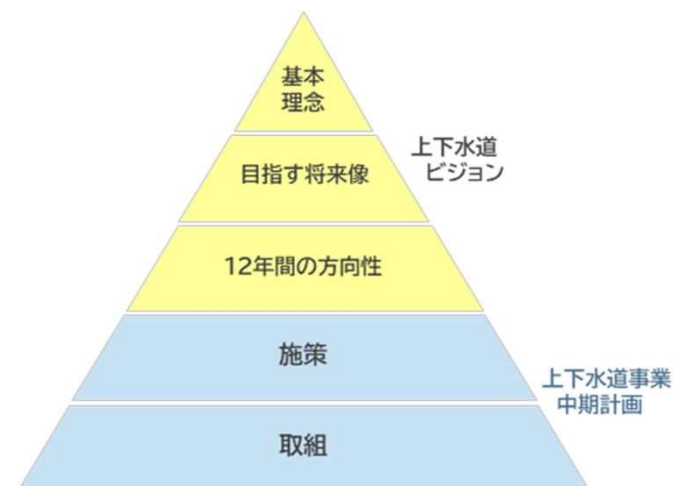 基本
理念
上下水道
ビジョン
目指す将来像
12年間の方向性
施策
上下水道事業
中期計画
取組